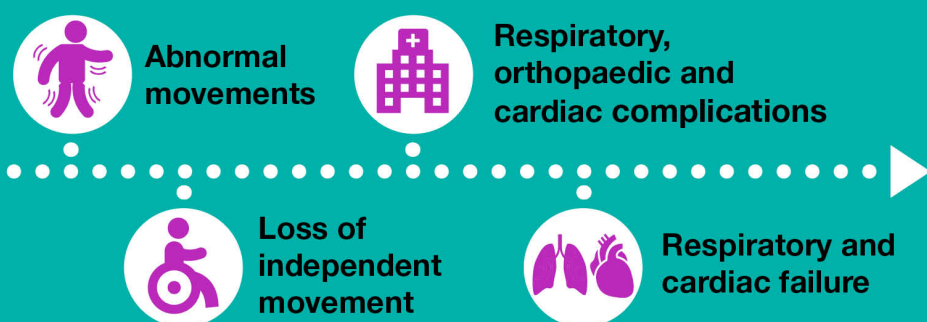 Abnormal
movements
Respiratory,
orthopaedic and
cardiac complications
Loss of
independent
movement
Respiratory and
cardiac failure